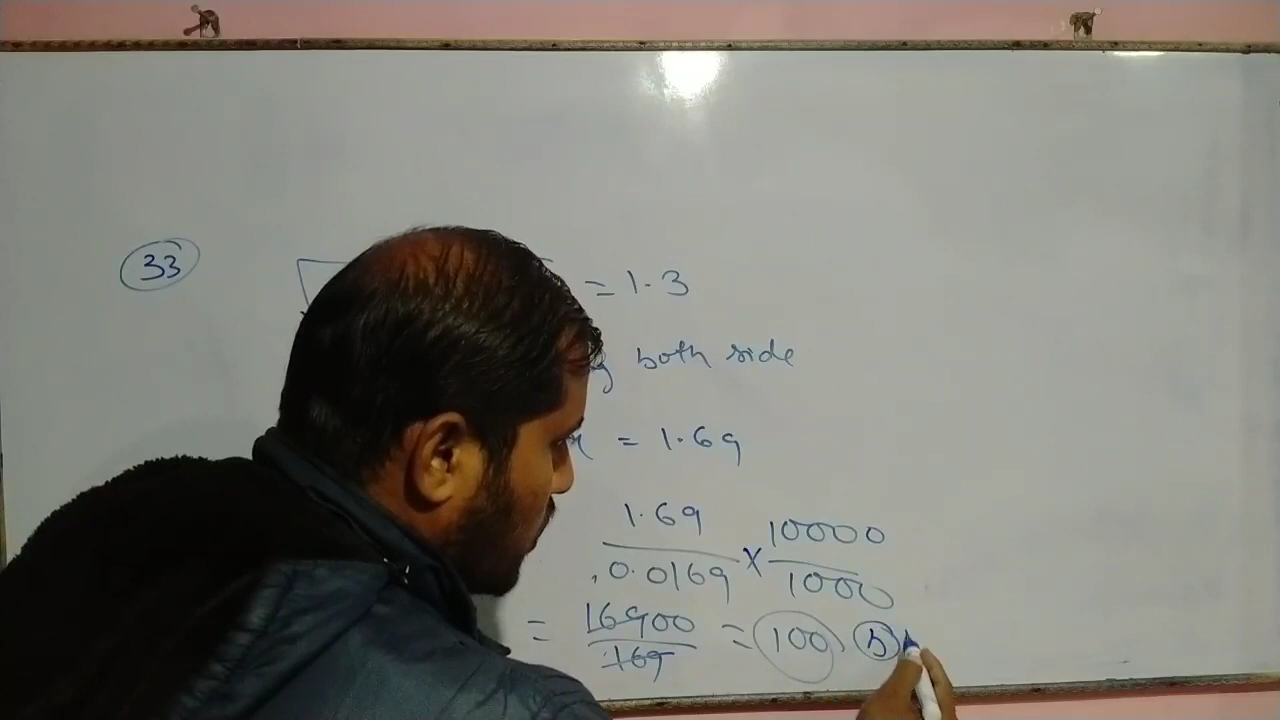 33 = 1.3
both side
x = 1.69
1.69 / 0.0169 × 10000 / 1000
= 16900 / 169 = 100 b